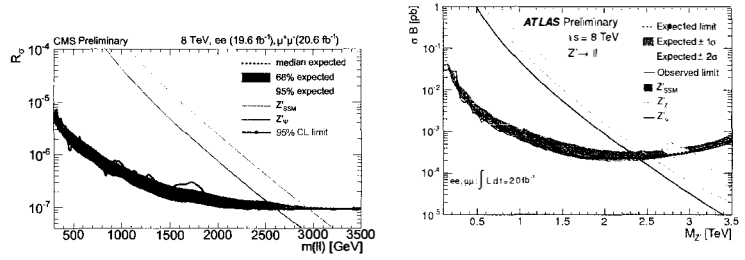 CMS Preliminary 8 TeV, ee (19.6 fb⁻¹), μ⁺μ⁻(20.6 fb⁻¹)
Rσ
10⁻⁴
10⁻⁵
10⁻⁶
10⁻⁷
median expected
68% expected
95% expected
Z'SSM
Z'Ψ
95% CL limit
500 1000 1500 2000 2500 3000 3500
m(ll) [GeV]
σ B [pb]
1
10⁻¹
10⁻²
10⁻³
10⁻⁴
10⁻⁵
ATLAS Preliminary
s = 8 TeV
Z' → ll
Expected limit
Expected ± 1σ
Expected ± 2σ
Observed limit
Z'SSM
Z'χ
ee, μμ : ∫ L dt = 20 fb⁻¹
0.5 1 1.5 2 2.5 3 3.5
MZ' [TeV]